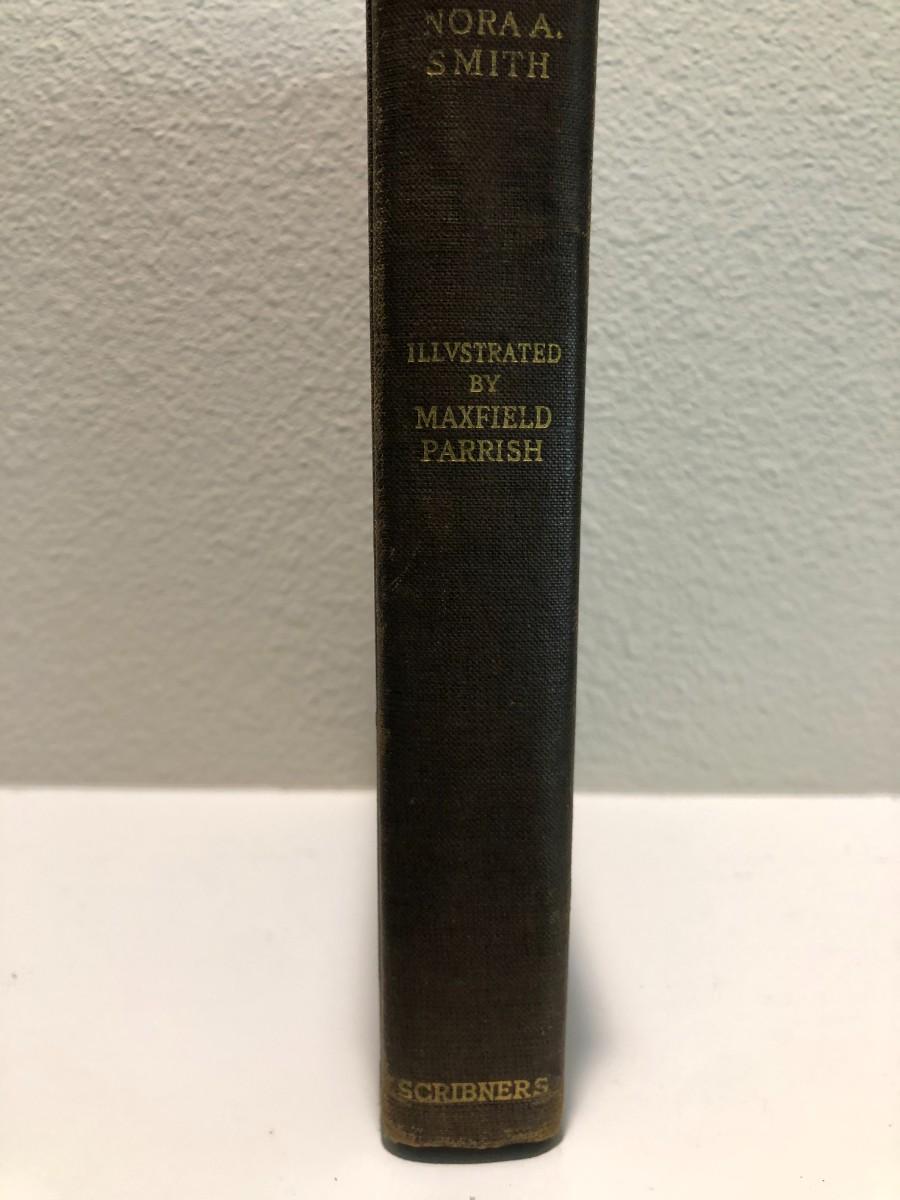 NORA A.
SMITH
ILLVSTRATED
BY
MAXFIELD
PARRISH
SCRIBNERS